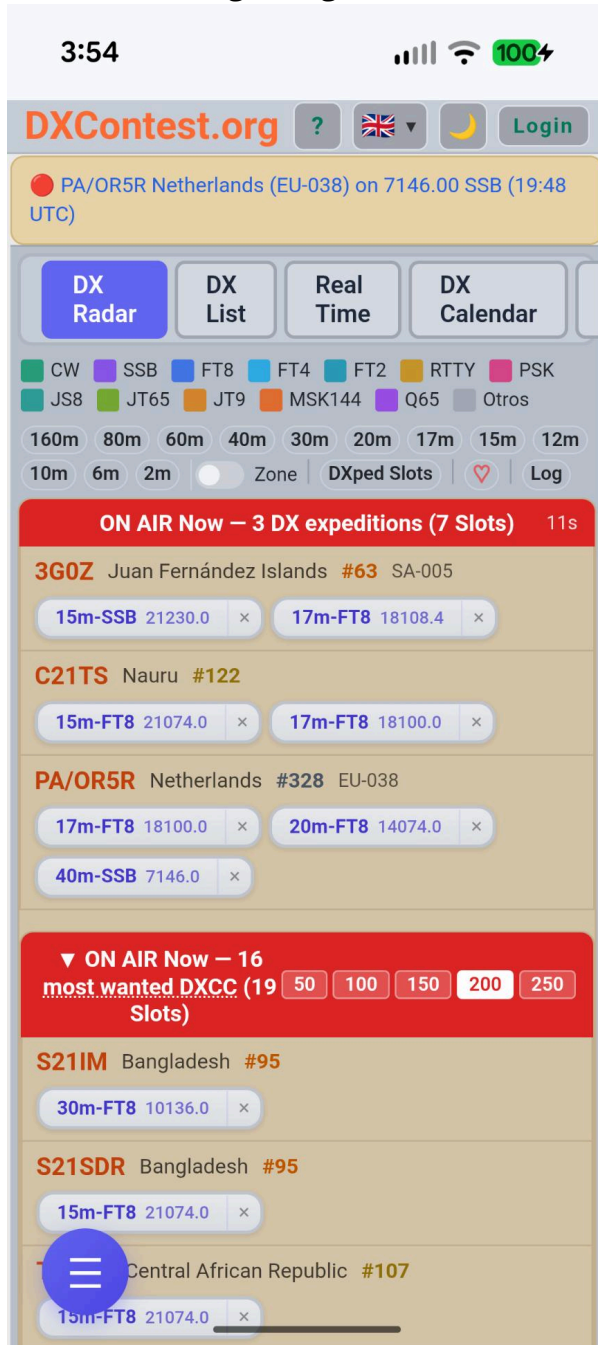 3:54 100
DXContest.org ? ▼ Login
PA/OR5R Netherlands (EU-038) on 7146.00 SSB (19:48
UTC)
DX Radar
DX List
Real Time
DX Calendar
CW SSB FT8 FT4 FT2 RTTY PSK
JS8 JT65 JT9 MSK144 Q65 Otros
160m 80m 60m 40m 30m 20m 17m 15m 12m
10m 6m 2m Zone DXped Slots ♡ Log
ON AIR Now — 3 DX expeditions (7 Slots) 11s
3G0Z Juan Fernández Islands #63 SA-005
15m-SSB 21230.0 × 17m-FT8 18108.4 ×
C21TS Nauru #122
15m-FT8 21074.0 × 17m-FT8 18100.0 ×
PA/OR5R Netherlands #328 EU-038
17m-FT8 18100.0 × 20m-FT8 14074.0 ×
40m-SSB 7146.0 ×
▼ ON AIR Now — 16
most wanted DXCC (19
Slots)
50 100 150 200 250
S21IM Bangladesh #95
30m-FT8 10136.0 ×
S21SDR Bangladesh #95
15m-FT8 21074.0 ×
Central African Republic #107
15m-FT8 21074.0 ×